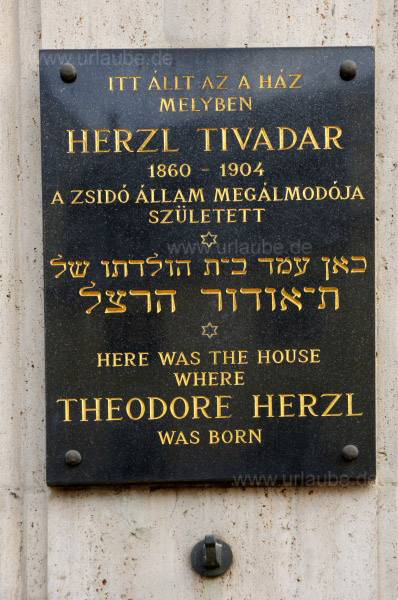 www.urlaube.de
ITT ÁLLT AZ A HÁZ
MELYBEN
HERZL TIVADAR
1860 - 1904
A ZSIDÓ ÁLLAM MEGÁLMODÓJA
SZÜLETETT
www.urlaube.de
כאן עמד בית הולדתו של
תיאודור הרצל
HERE WAS THE HOUSE
WHERE
THEODORE HERZL
WAS BORN
www.urlaube.de